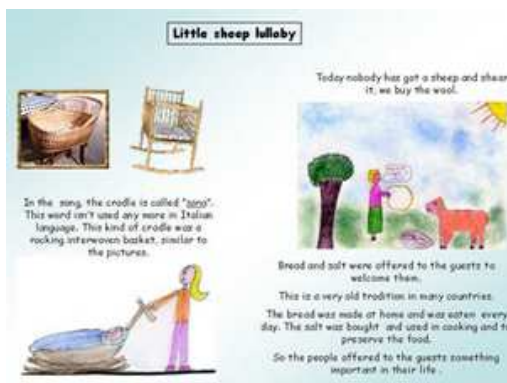 Little sheep lullaby
In the song, the cradle is called "zana".
This word isn't used any more in Italian
language. This kind of cradle was a
rocking interwoven basket, similar to
the pictures.
Today nobody has got a sheep and shear
it, we buy the wool.
Bread and salt were offered to the guests to
welcome them.
This is a very old tradition in many countries.
The bread was made at home and was eaten every
day. The salt was bought and used in cooking and to
preserve the food.
So the people offered to the guests something
important in their life.